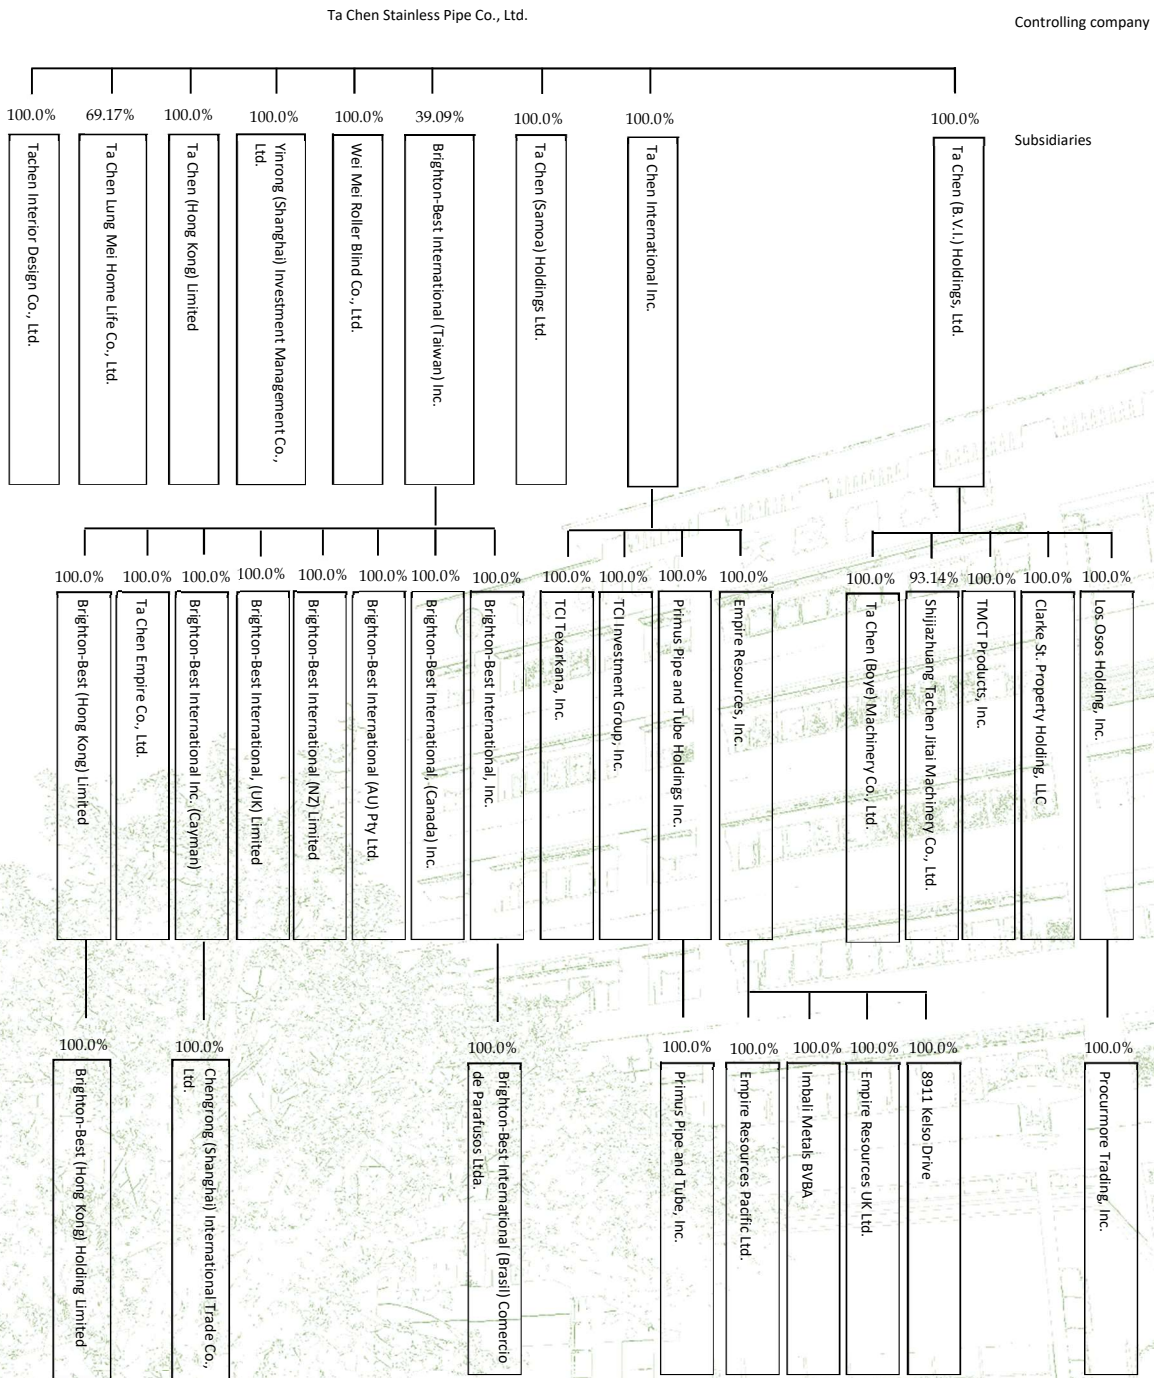 Ta Chen Stainless Pipe Co., Ltd.
Controlling company
100.0%
69.17%
100.0%
100.0%
100.0%
39.09%
100.0%
100.0%
100.0%
Subsidiaries
Tachen Interior Design Co., Ltd.
Ta Chen Lung Mei Home Life Co., Ltd.
Ta Chen (Hong Kong) Limited
Yinrong (Shanghai) Investment Management Co.,
Ltd.
Wei Mei Roller Blind Co., Ltd.
Brighton-Best International (Taiwan) Inc.
Ta Chen (Samoa) Holdings Ltd.
Ta Chen International Inc.
Ta Chen (B.V.I.) Holdings, Ltd.
100.0%
100.0%
100.0%
100.0%
100.0%
100.0%
100.0%
100.0%
100.0%
100.0%
100.0%
100.0%
100.0%
93.14%
100.0%
100.0%
100.0%
Brighton-Best (Hong Kong) Limited
Ta Chen Empire Co., Ltd.
Brighton-Best International Inc. (Cayman)
Brighton-Best International, (UK) Limited
Brighton-Best International (NZ) Limited
Brighton-Best International (AU) Pty Ltd.
Brighton-Best International, (Canada) Inc.
Brighton-Best International, Inc.
TCI Texarkana, Inc.
TCI Investment Group, Inc.
Primus Pipe and Tube Holdings Inc.
Empire Resources, Inc.
Ta Chen (Boye) Machinery Co., Ltd.
Shijiazhuang Tachen Jitai Machinery Co., Ltd.
TMCT Products, Inc.
Clarke St. Property Holding, LLC
Los Osos Holding, Inc.
100.0%
100.0%
100.0%
100.0%
100.0%
100.0%
100.0%
100.0%
100.0%
Brighton-Best (Hong Kong) Holding Limited
Chengrong (Shanghai) International Trade Co.,
Ltd.
Brighton-Best International (Brasil) Comercio
de Parafusos Ltda.
Primus Pipe and Tube, Inc.
Empire Resources Pacific Ltd.
Imbali Metals BVBA
Empire Resources UK Ltd.
8911 Kelso Drive
Procurmore Trading, Inc.